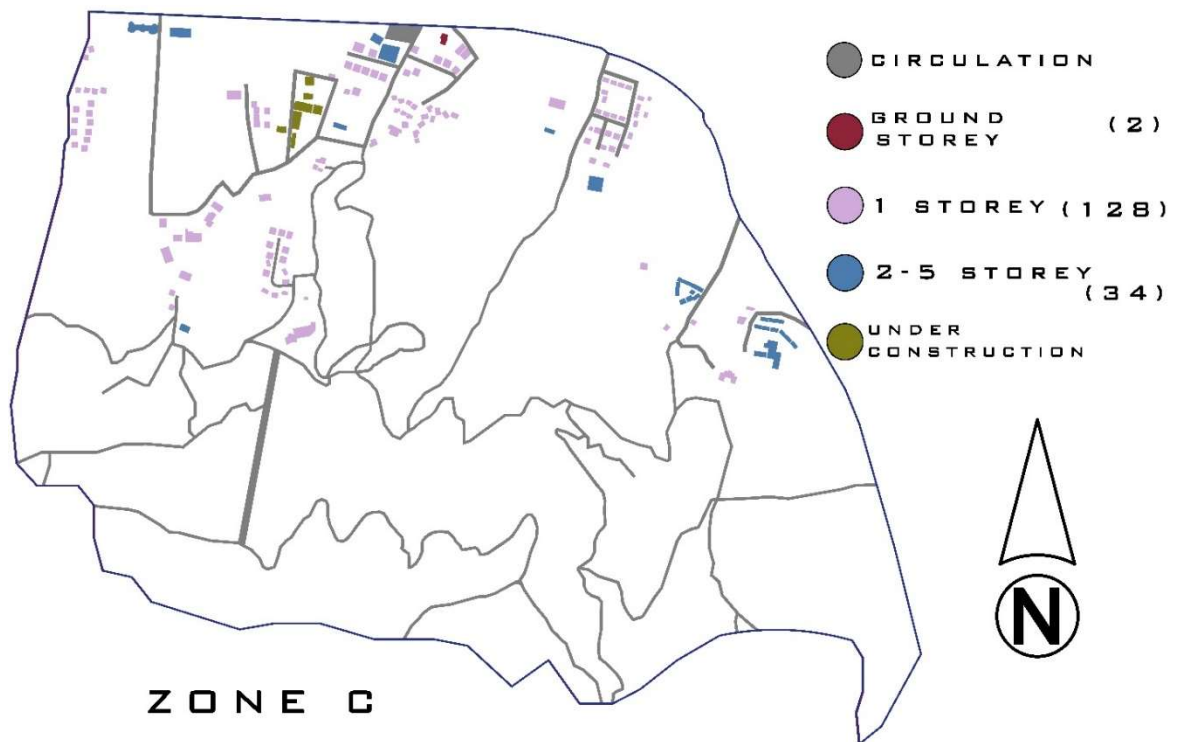 CIRCULATION
GROUND (2)
STOREY
1 STOREY (128)
2-5 STOREY
(34)
UNDER
CONSTRUCTION
N
ZONE C